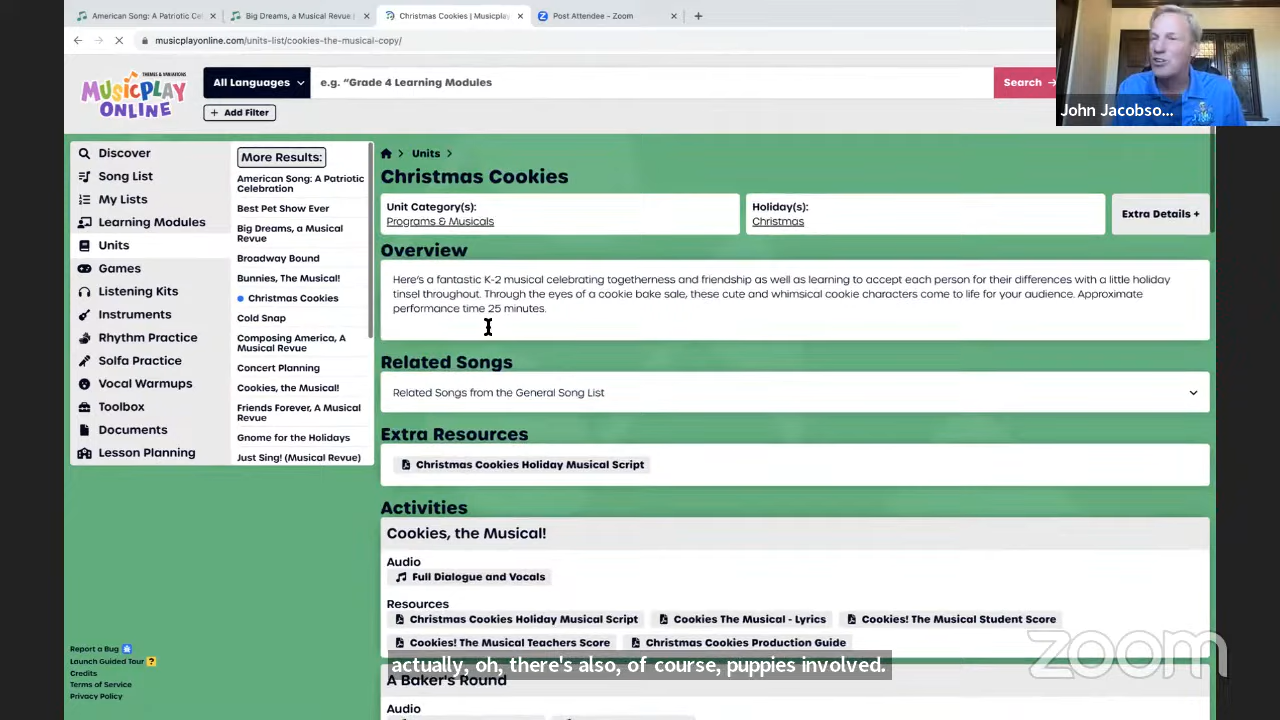 American Song: A Patriotic Ce
Big Dreams, a Musical Revue |
Christmas Cookies | Musicplay
Post Attendee - Zoom
musicplayonline.com/units-list/cookies-the-musical-copy/
THEMES & VARIATIONS
MUSICPLAY
ONLINE
All Languages
e.g. “Grade 4 Learning Modules
Search →
+ Add Filter
John Jacobso...
Discover
Song List
My Lists
Learning Modules
Units
Games
Listening Kits
Instruments
Rhythm Practice
Solfa Practice
Vocal Warmups
Toolbox
Documents
Lesson Planning
More Results:
American Song: A Patriotic
Celebration
Best Pet Show Ever
Big Dreams, a Musical
Revue
Broadway Bound
Bunnies, The Musical!
Christmas Cookies
Cold Snap
Composing America, A
Musical Revue
Concert Planning
Cookies, the Musical!
Friends Forever, A Musical
Revue
Gnome for the Holidays
Just Sing! (Musical Revue)
Units
Christmas Cookies
Unit Category(s):
Programs & Musicals
Holiday(s):
Christmas
Extra Details +
Overview
Here's a fantastic K-2 musical celebrating togetherness and friendship as well as learning to accept each person for their differences with a little holiday
tinsel throughout. Through the eyes of a cookie bake sale, these cute and whimsical cookie characters come to life for your audience. Approximate
performance time 25 minutes.
Related Songs
Related Songs from the General Song List
Extra Resources
Christmas Cookies Holiday Musical Script
Activities
Cookies, the Musical!
Audio
Full Dialogue and Vocals
Resources
Christmas Cookies Holiday Musical Script
Cookies The Musical - Lyrics
Cookies! The Musical Student Score
Cookies! The Musical Teachers Score
Christmas Cookies Production Guide
actually, oh, there's also, of course, puppies involved.
A Baker's Round
Audio
Report a Bug
Launch Guided Tour ?
Credits
Terms of Service
Privacy Policy
zoom